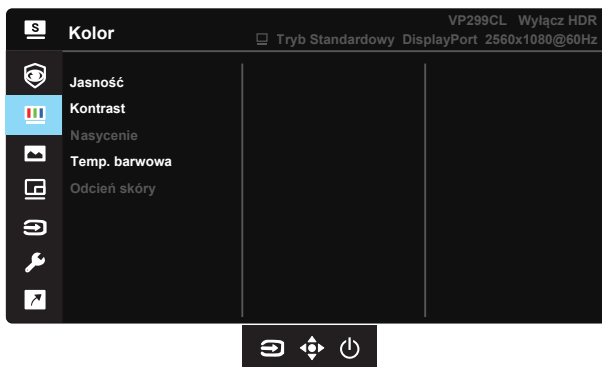 S
Kolor
VP299CL Wyłącz HDR
Tryb Standardowy DisplayPort 2560x1080@60Hz
Jasność
Kontrast
Nasycenie
Temp. barwowa
Odcień skóry